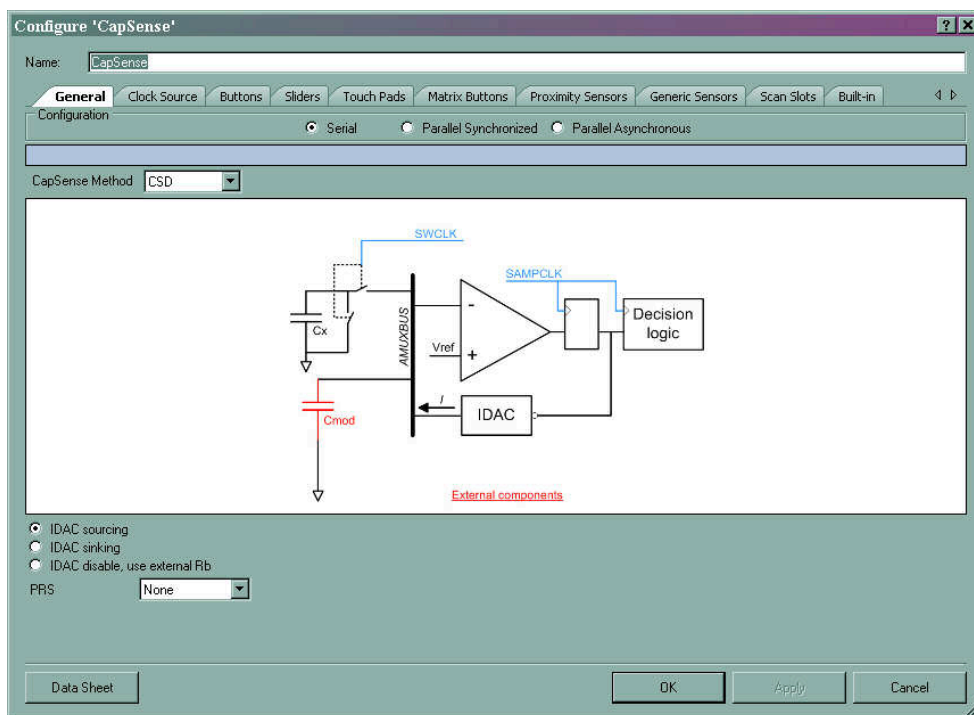 Configure 'CapSense'
Name: CapSense
General Clock Source Buttons Sliders Touch Pads Matrix Buttons Proximity Sensors Generic Sensors Scan Slots Built-in
Configuration
Serial Parallel Synchronized Parallel Asynchronous
CapSense Method CSD
SWCLK
SAMPCLK
Cx
AMUXBUS
-
Vref
+
Decision logic
I
IDAC
Cmod
External components
IDAC sourcing
IDAC sinking
IDAC disable, use external Rb
PRS None
Data Sheet OK Apply Cancel